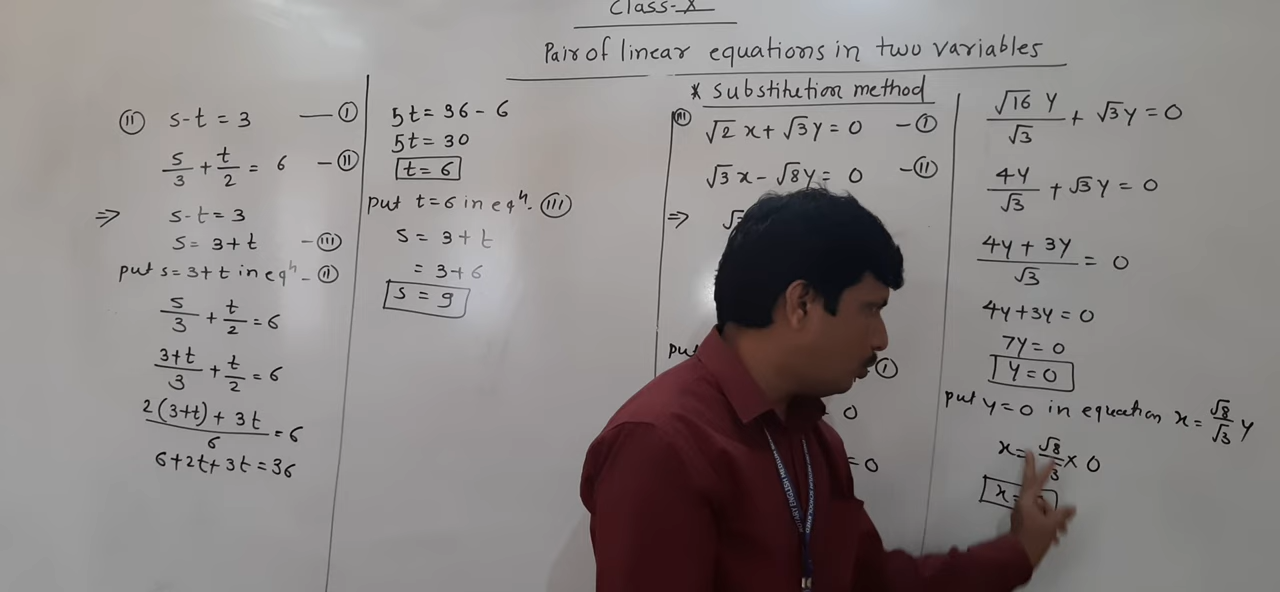 Class-X
Pair of linear equations in two variables
* Substitution method
(II) s-t = 3 — (I)
s/3 + t/2 = 6 — (II)
⇒ s-t = 3
s = 3+t — (III)
put s = 3+t in eqⁿ - (II)
s/3 + t/2 = 6
3+t/3 + t/2 = 6
2(3+t) + 3t/6 = 6
6+2t+3t = 36
5t = 36 - 6
5t = 30
t = 6
put t = 6 in eqⁿ. (III)
s = 3 + t
= 3+6
s = 9
(III) √2 x + √3 y = 0 — (I)
√3 x - √8 y = 0 — (II)
⇒
(I)
0
= 0
√16 y/√3 + √3 y = 0
4y/√3 + √3 y = 0
4y + 3y/√3 = 0
4y+3y = 0
7y = 0
y = 0
put y = 0 in equation x = √8/√3 y
x = √8/3 × 0
x =